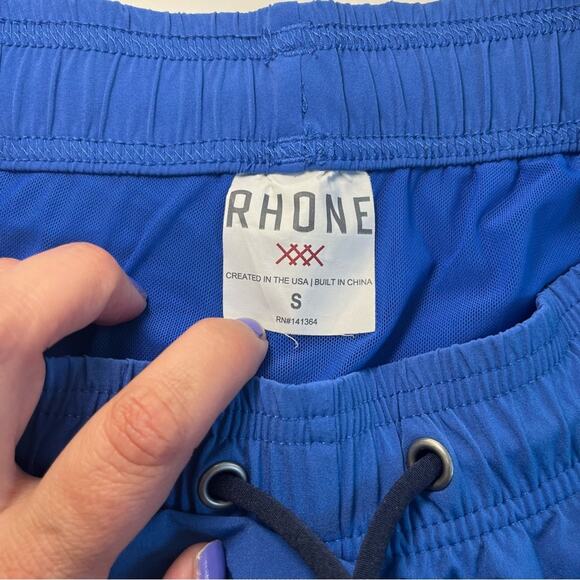 RHONE
CREATED IN THE USA | BUILT IN CHINA
S
RN#141364